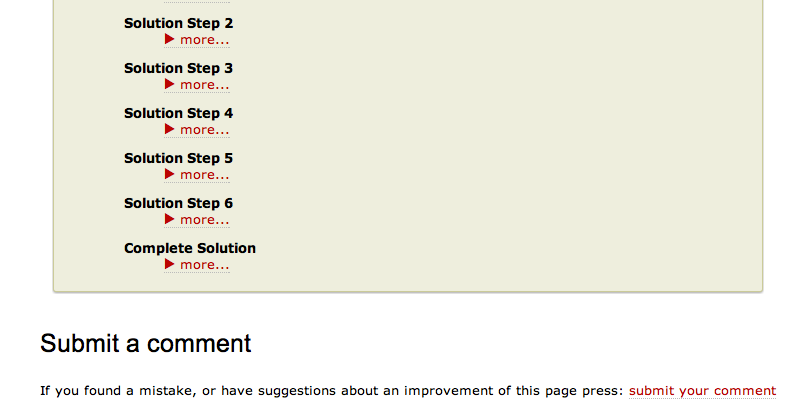 Solution Step 2
▶ more...
Solution Step 3
▶ more...
Solution Step 4
▶ more...
Solution Step 5
▶ more...
Solution Step 6
▶ more...
Complete Solution
▶ more...
Submit a comment
If you found a mistake, or have suggestions about an improvement of this page press: submit your comment